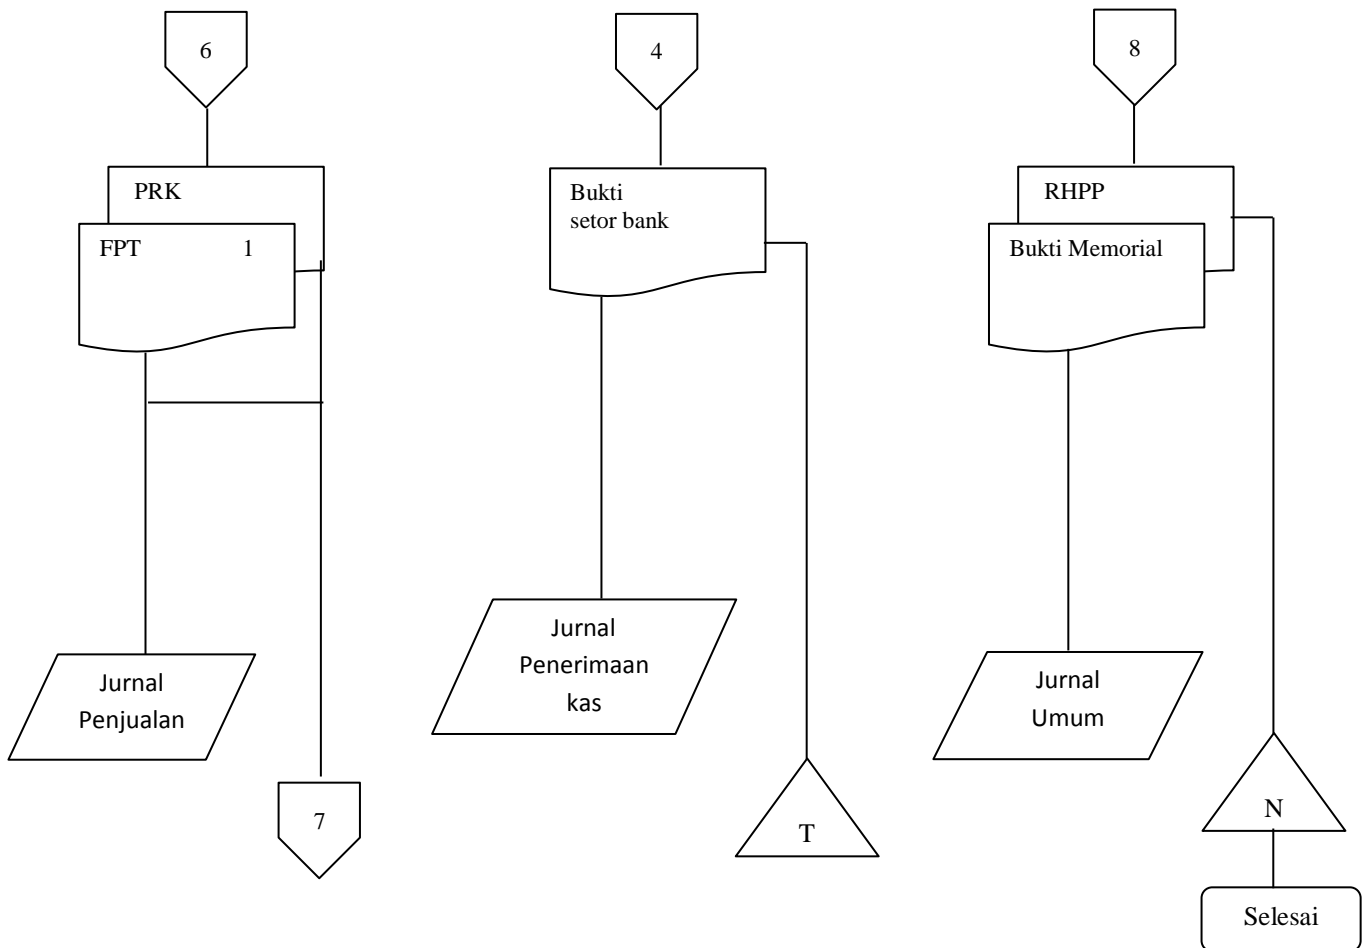 6
PRK
FPT 1
Jurnal
Penjualan
7
4
Bukti
setor bank
Jurnal
Penerimaan
kas
T
8
RHPP
Bukti Memorial
Jurnal
Umum
N
Selesai